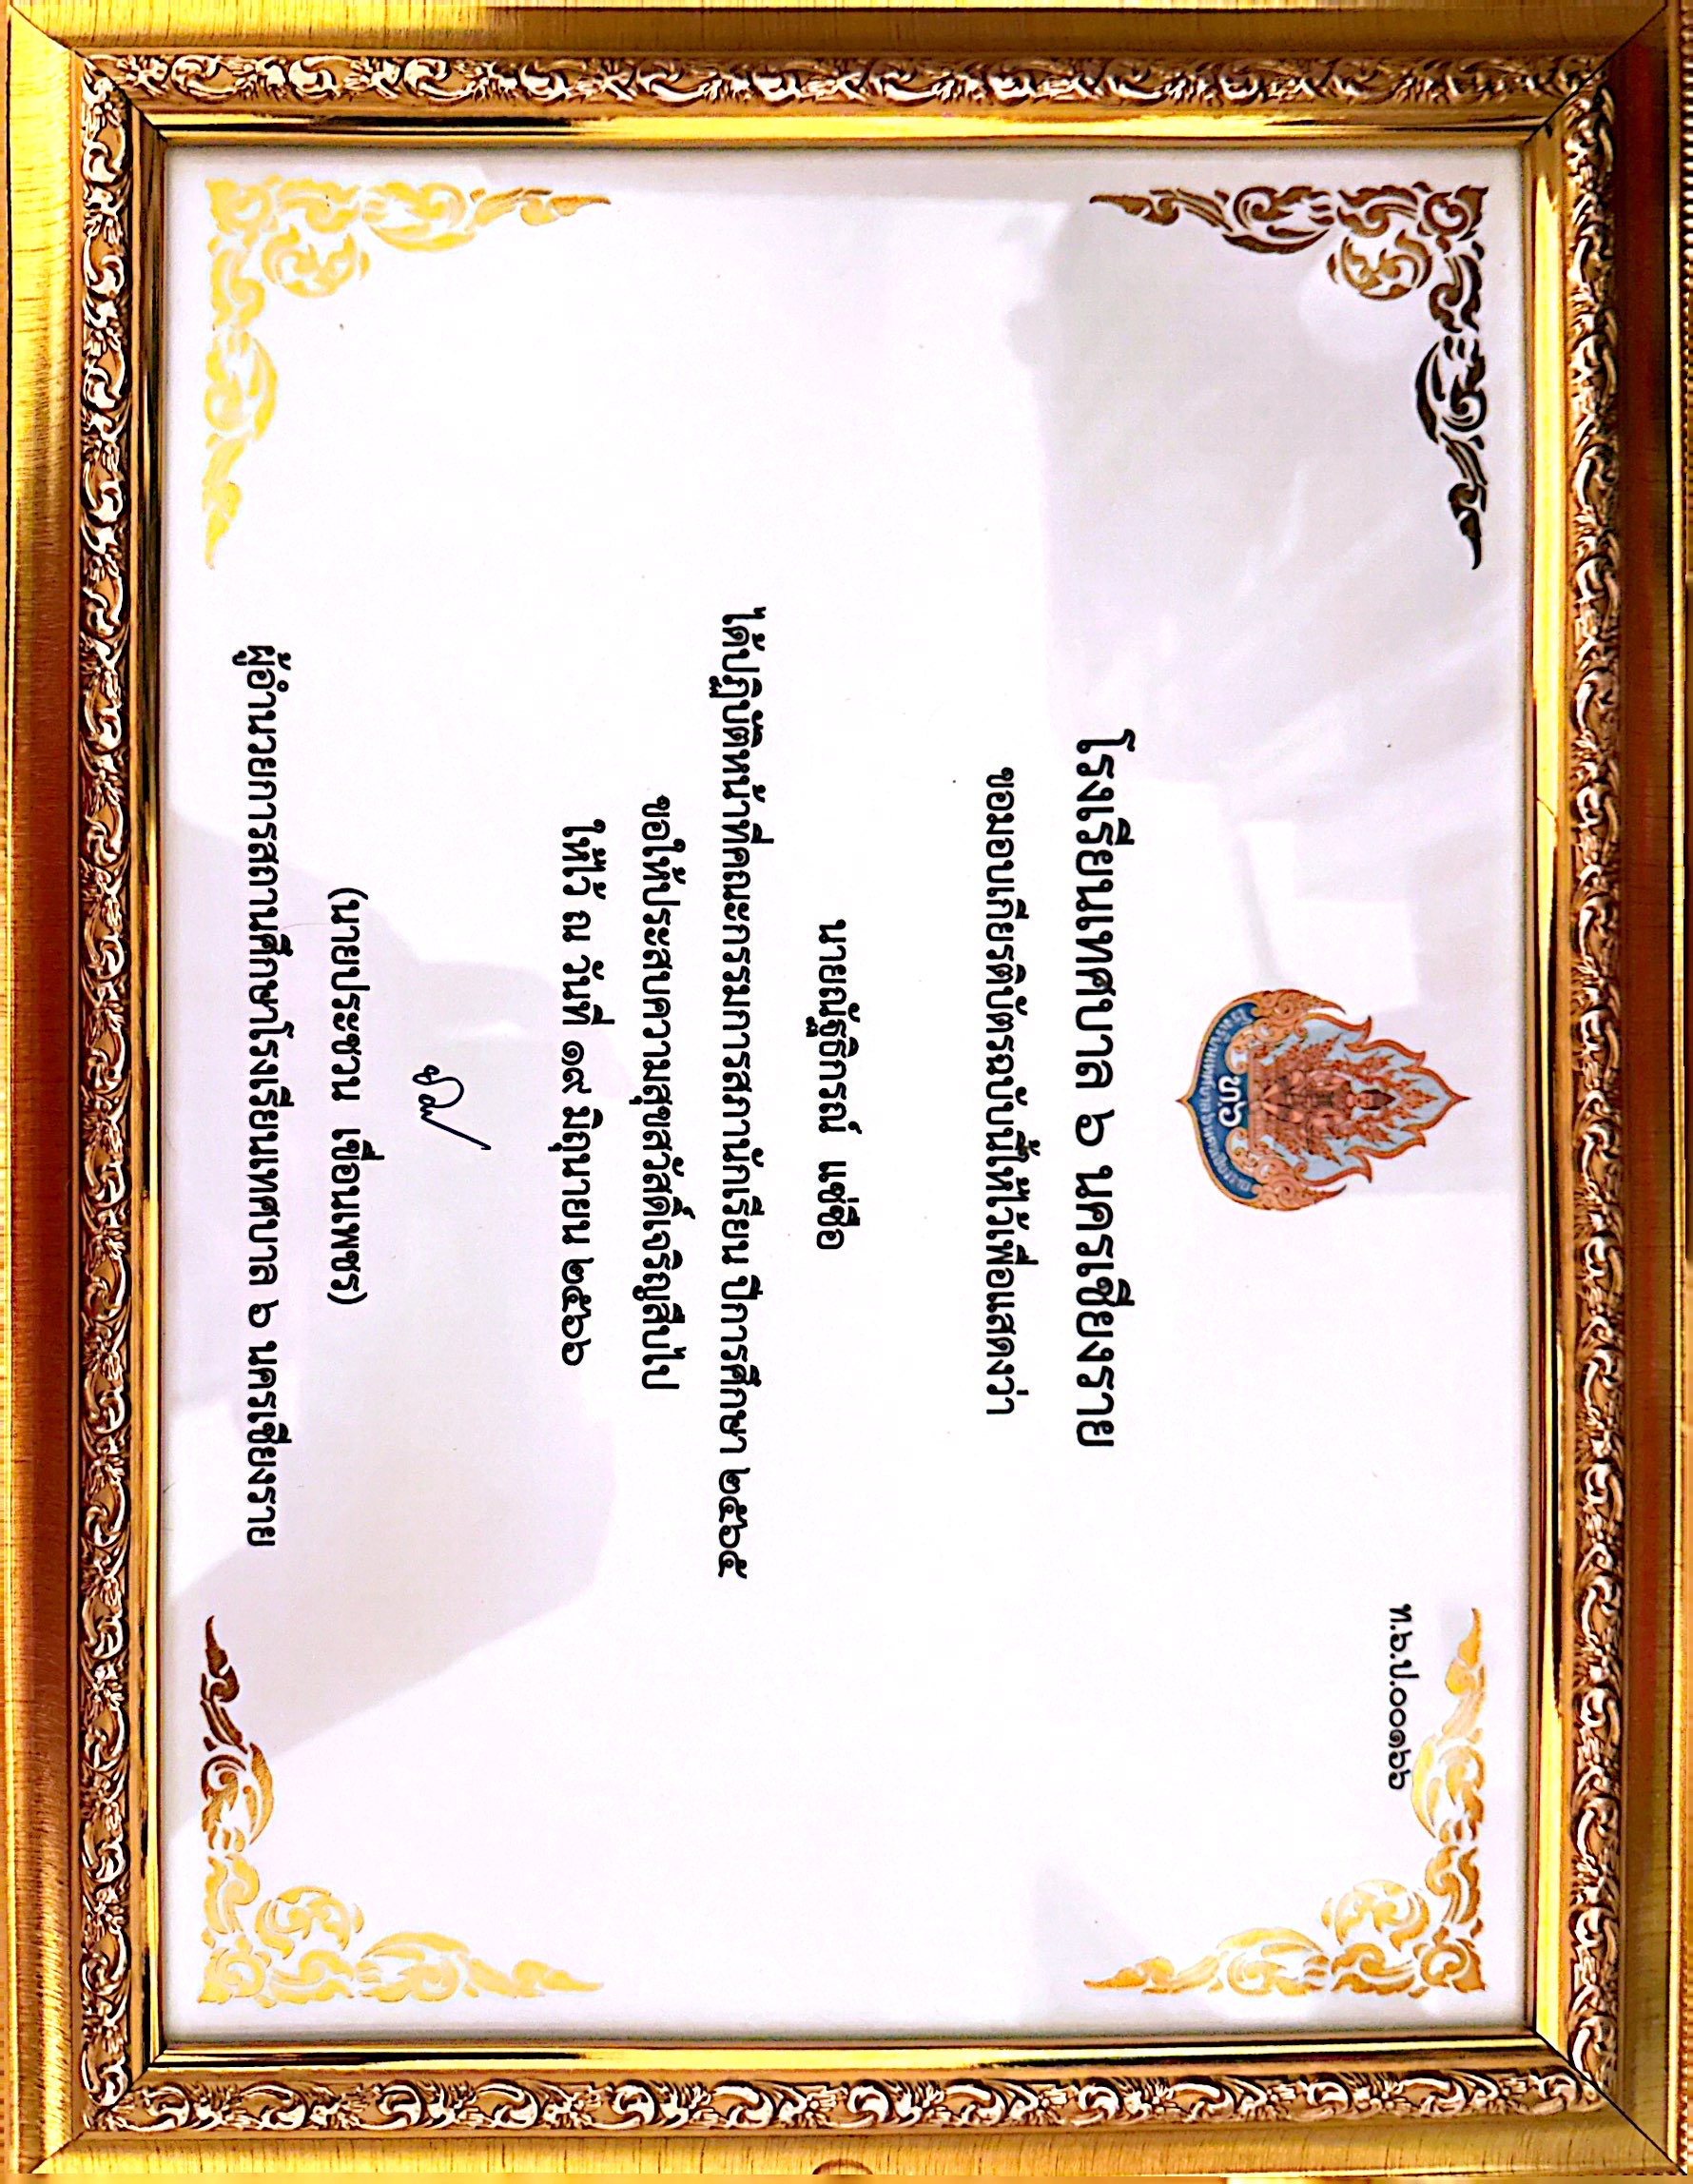 ท.๖.ป.๐๐๑๖๖
ท.๖
โรงเรียนเทศบาล ๖ นครเชียงราย
โรงเรียนเทศบาล ๖ นครเชียงราย
ขอมอบเกียรติบัตรฉบับนี้ให้ไว้เพื่อแสดงว่า
นายณัฐธิกรณ์ แซ่ซือ
ได้ปฏิบัติหน้าที่คณะกรรมการสภานักเรียน ปีการศึกษา ๒๕๖๕
ขอให้ประสบความสุขสวัสดิ์เจริญสืบไป
ให้ไว้ ณ วันที่ ๑๙ มิถุนายน ๒๕๖๖
(นายประชวน เขื่อนเพชร)
ผู้อำนวยการสถานศึกษาโรงเรียนเทศบาล ๖ นครเชียงราย